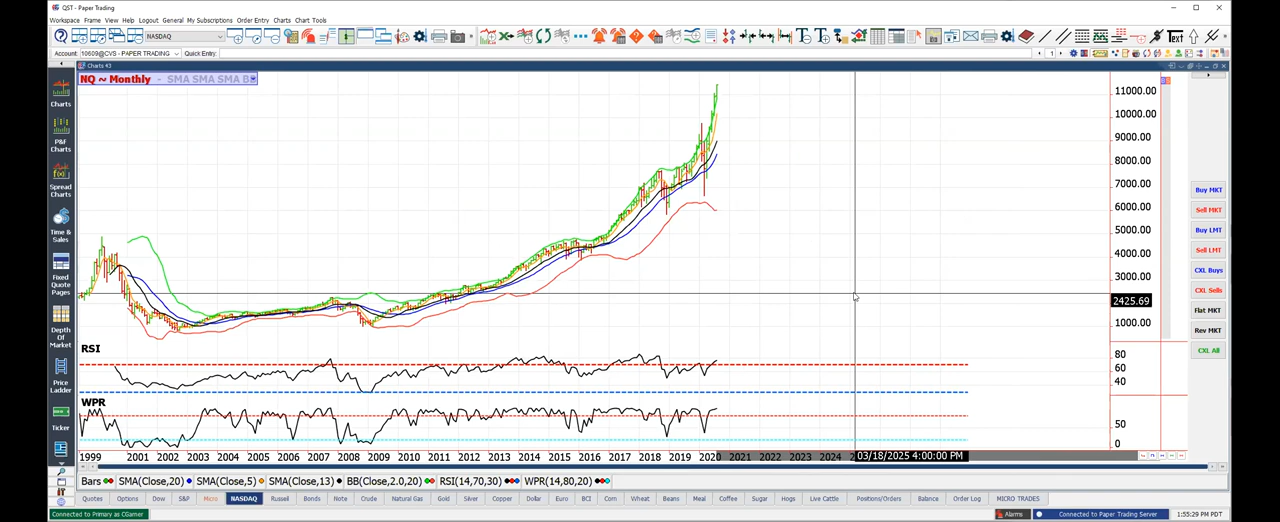 QST - Paper Trading
Workspace Frame View Help Logout General My Subscriptions Order Entry Charts Chart Tools
NASDAQ
Text
Account: 10609@CVS - PAPER TRADING Quick Entry:
1
Charts 43
NQ ~ Monthly - SMA SMA SMA B
Charts
P&F
Charts
Spread
Charts
Time &
Sales
Fixed
Quote
Pages
Depth
Of
Market
Price
Ladder
Ticker
11000.00
10000.00
9000.00
8000.00
7000.00
6000.00
5000.00
4000.00
3000.00
2425.69
1000.00
Buy MKT
Sell MKT
Buy LMT
Sell LMT
CXL Buys
CXL Sells
Flat MKT
Rev MKT
CXL All
RSI
80
60
40
WPR
50
0
1999 2001 2002 2003 2004 2005 2006 2007 2008 2009 2010 2011 2012 2013 2014 2015 2016 2017 2018 2019 2020 2021 2022 2023 2024 03/18/2025 4:00:00 PM
Bars SMA(Close,20) SMA(Close,5) SMA(Close,13) BB(Close,2.0,20) RSI(14,70,30) WPR(14,80,20)
Quotes Options Dow S&P Micro NASDAQ Russell Bonds Note Crude Natural Gas Gold Silver Copper Dollar Euro BCI Corn Wheat Beans Meal Coffee Sugar Hogs Live Cattle Positions/Orders Balance Order Log MICRO TRADES
Connected to Primary as CGarner Alarms Connected to Paper Trading Server 1:55:29 PM PDT